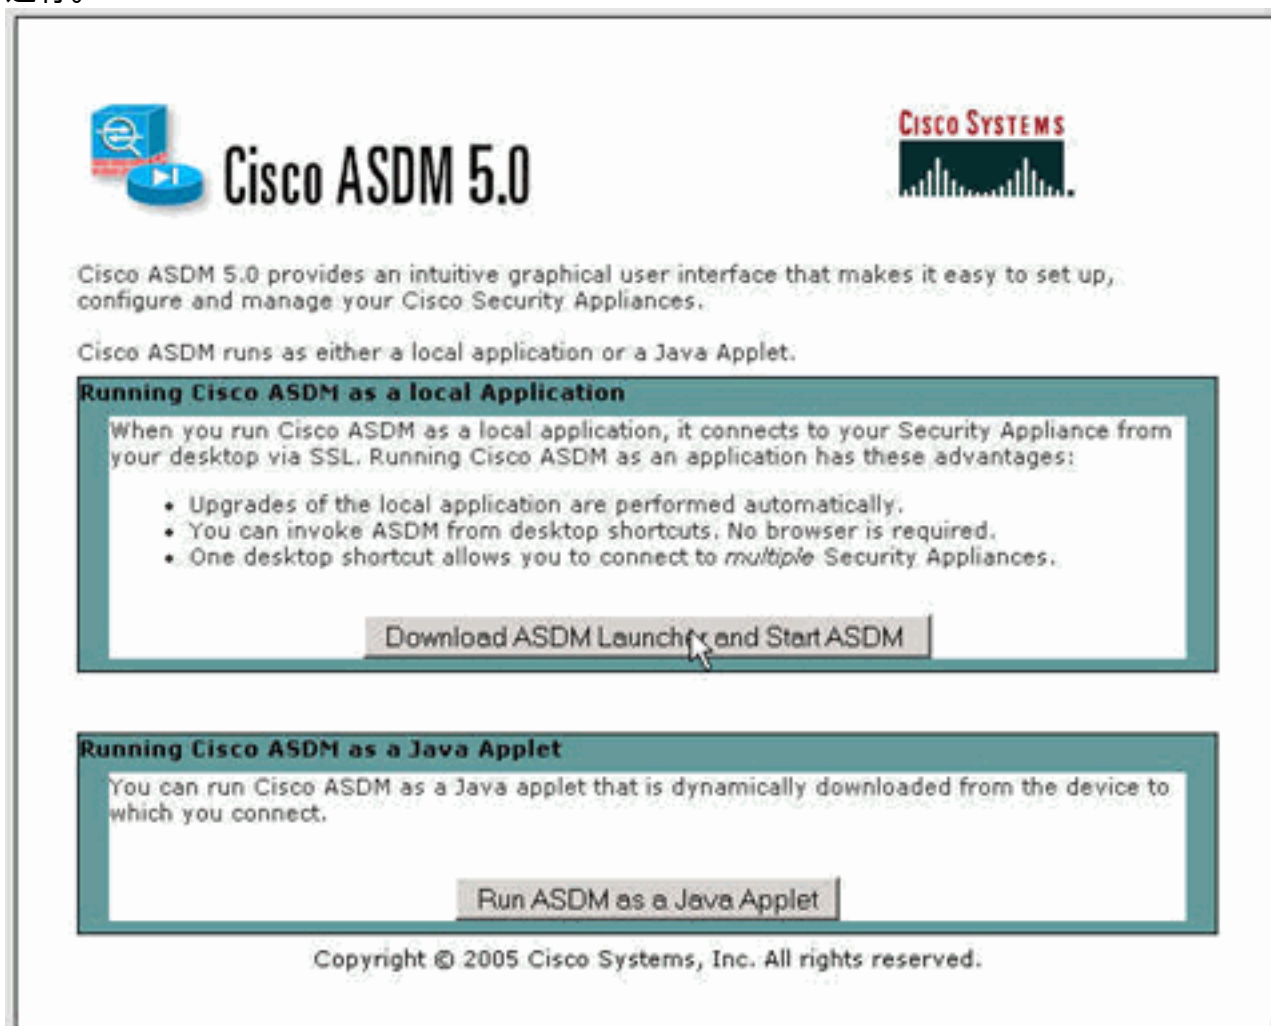 运行。
Cisco ASDM 5.0
CISCO SYSTEMS
Cisco ASDM 5.0 provides an intuitive graphical user interface that makes it easy to set up,
configure and manage your Cisco Security Appliances.
Cisco ASDM runs as either a local application or a Java Applet.
Running Cisco ASDM as a local Application
When you run Cisco ASDM as a local application, it connects to your Security Appliance from
your desktop via SSL. Running Cisco ASDM as an application has these advantages:
• Upgrades of the local application are performed automatically.
• You can invoke ASDM from desktop shortcuts. No browser is required.
• One desktop shortcut allows you to connect to multiple Security Appliances.
Download ASDM Launcher and Start ASDM
Running Cisco ASDM as a Java Applet
You can run Cisco ASDM as a Java applet that is dynamically downloaded from the device to
which you connect.
Run ASDM as a Java Applet
Copyright © 2005 Cisco Systems, Inc. All rights reserved.